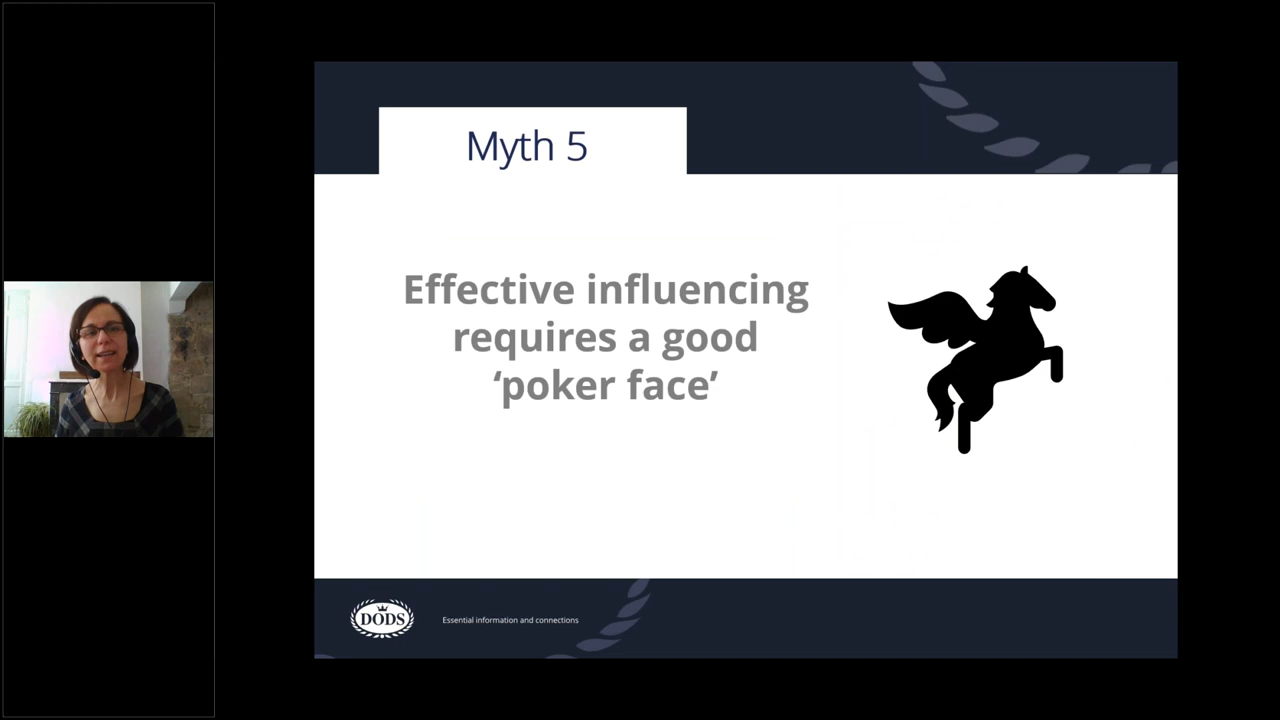 Myth 5
Effective influencing
requires a good
‘poker face’
DODS
Essential information and connections